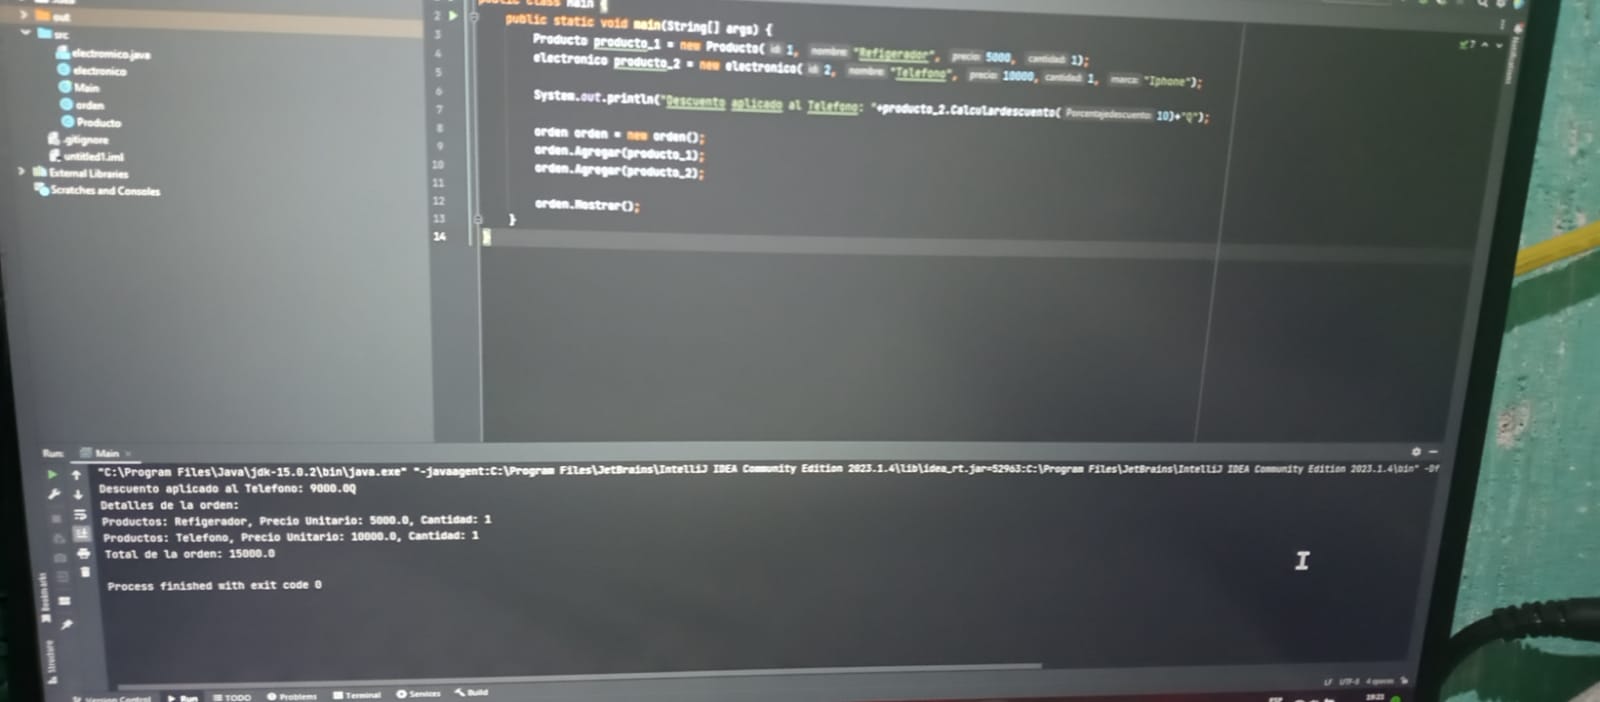 out
public class Main {
src
2
public static void main(String[] args) {
electromico.java
3
Producto producto_1 = new Producto( id: 1, nombre: "Refigerador", precio: 5000, cantidad: 1);
electronico
4
electronico producto_2 = new electronico( id: 2, nombre: "Telefono", precio: 10000, cantidad: 1, marca: "Iphone");
Main
5
orden
6
System.out.println("Descuento aplicado al Telefono: "+producto_2.Calculardescuento( Porcentajedescuento: 10)+"Q");
Producto
7
.gitignore
8
orden orden = new orden();
untitled1.iml
9
orden.Agregar(producto_1);
External Libraries
10
orden.Agregar(producto_2);
Scratches and Consoles
11
12
orden.Mostrar();
13
}
14
}
7
Notifications
Run: Main
"C:\Program Files\Java\jdk-15.0.2\bin\java.exe" "-javaagent:C:\Program Files\JetBrains\IntelliJ IDEA Community Edition 2023.1.4\lib\idea_rt.jar=52963:C:\Program Files\JetBrains\IntelliJ IDEA Community Edition 2023.1.4\bin" -Df
Descuento aplicado al Telefono: 9000.0Q
Detalles de la orden:
Productos: Refigerador, Precio Unitario: 5000.0, Cantidad: 1
Productos: Telefono, Precio Unitario: 10000.0, Cantidad: 1
Total de la orden: 15000.0
Process finished with exit code 0
Bookmarks
Structure
Version Control Run TODO Problems Terminal Services Build
LF UTF-8 4 spaces